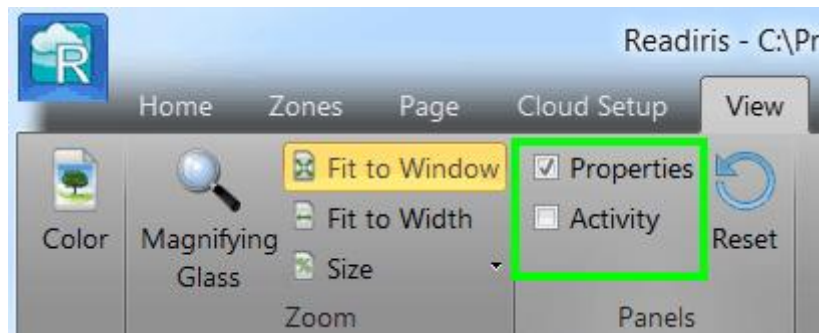 R
Readiris - C:\Pr
Home Zones Page Cloud Setup View
Color
Magnifying
Glass
Fit to Window
Fit to Width
Size
Zoom
Properties
Activity
Reset
Panels